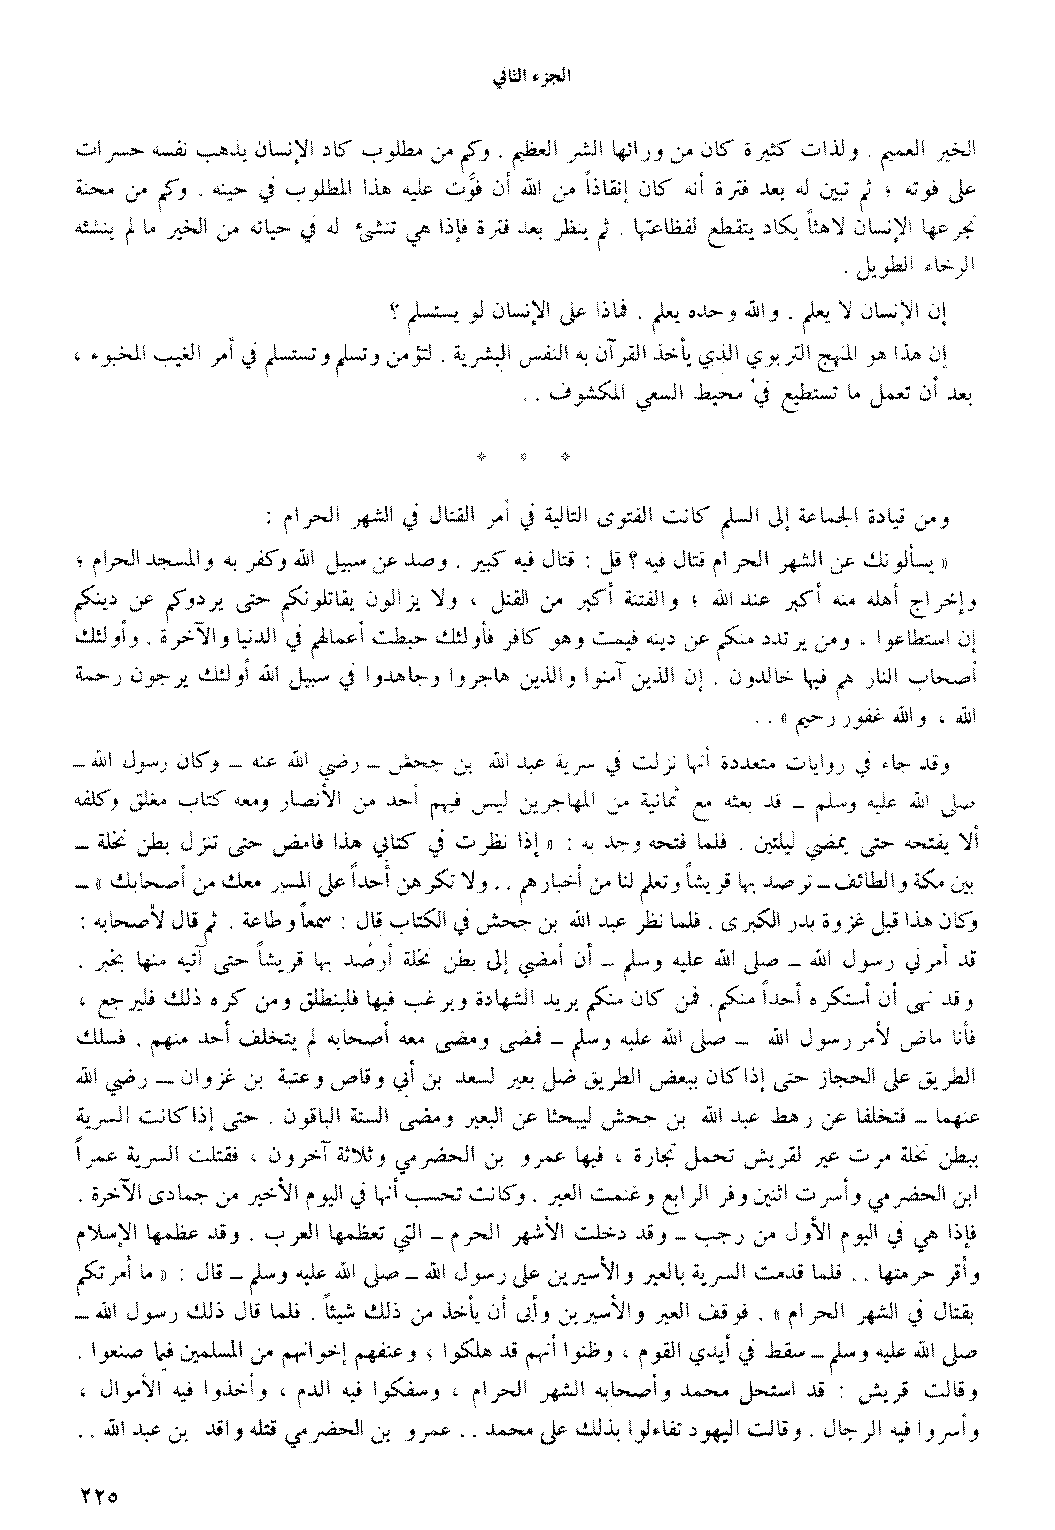 الجزء الثاني
الخير العميم . ولذات كثيرة كان من ورائها الشر العظيم . وكم من مطلوب كاد الإنسان يذهب نفسه حسرات
على فوته ؛ ثم تبين له بعد فترة أنه كان إنقاذاً من الله أن فوَّت عليه هذا المطلوب في حينه . وكم من محنة
تجرعها الإنسان لاهثاً يكاد يتقطع لفظاعتها . ثم ينظر بعد فترة فإذا هي تنشئ له في حياته من الخير ما لم ينشئه
الرخاء الطويل .
إن الإنسان لا يعلم . والله وحده يعلم . فماذا على الإنسان لو يستسلم ؟
إن هذا هو المنهج التربوي الذي يأخذ القرآن به النفس البشرية . لتؤمن وتسلم وتستسلم في أمر الغيب المخبوء ،
بعد أن تعمل ما تستطيع في محيط السعي المكشوف . .
* * *
ومن قيادة الجماعة إلى السلم كانت الفتوى التالية في أمر القتال في الشهر الحرام :
« يسألونك عن الشهر الحرام قتال فيه ؟ قل : قتال فيه كبير . وصد عن سبيل الله وكفر به والمسجد الحرام ؛
وإخراج أهله منه أكبر عند الله ؛ والفتنة أكبر من القتل ، ولا يزالون يقاتلونكم حتى يردوكم عن دينكم
إن استطاعوا . ومن يرتدد منكم عن دينه فيمت وهو كافر فأولئك حبطت أعمالهم في الدنيا والآخرة . وأولئك
أصحاب النار هم فيها خالدون . إن الذين آمنوا والذين هاجروا وجاهدوا في سبيل الله أولئك يرجون رحمة
الله ، والله غفور رحيم » . .
وقد جاء في روايات متعددة أنها نزلت في سرية عبد الله بن جحش – رضي الله عنه – وكان رسول الله –
صلى الله عليه وسلم – قد بعثه مع ثمانية من المهاجرين ليس فيهم أحد من الأنصار ومعه كتاب مغلق وكلفه
ألا يفتحه حتى يمضي ليلتين . فلما فتحه وجد به : « إذا نظرت في كتابي هذا فامض حتى تنزل بطن نخلة –
بين مكة والطائف – ترصد بها قريشاً وتعلم لنا من أخبارهم . . ولا تكرهن أحداً على المسير معك من أصحابك » –
وكان هذا قبل غزوة بدر الكبرى . فلما نظر عبد الله بن جحش في الكتاب قال : سمعاً وطاعة . ثم قال لأصحابه :
قد أمرني رسول الله – صلى الله عليه وسلم – أن أمضي إلى بطن نخلة أرصد بها قريشاً حتى آتيه منها بخبر .
وقد نهى أن أستكره أحداً منكم. فمن كان منكم يريد الشهادة ويرغب فيها فلينطلق ومن كره ذلك فليرجع ،
فأنا ماض لأمر رسول الله – صلى الله عليه وسلم – فمضى ومضى معه أصحابه لم يتخلف أحد منهم . فسلك
الطريق على الحجاز حتى إذا كان ببعض الطريق ضل بعير لسعد بن أبي وقاص وعتبة بن غزوان – رضي الله
عنهما – فتخلفا عن رهط عبد الله بن جحش ليبحثا عن البعير ومضى الستة الباقون . حتى إذا كانت السرية
ببطن نخلة مرت عير لقريش تحمل تجارة ، فيها عمرو بن الحضرمي وثلاثة آخرون ، فقتلت السرية عمراً
ابن الحضرمي وأسرت اثنين وفر الرابع وغنمت العير . وكانت تحسب أنها في اليوم الأخير من جمادى الآخرة .
فإذا هي في اليوم الأول من رجب – وقد دخلت الأشهر الحرم – التي تعظمها العرب . وقد عظمها الإسلام
وأقر حرمتها . . فلما قدمت السرية بالعير والأسيرين على رسول الله – صلى الله عليه وسلم – قال : « ما أمرتكم
بقتال في الشهر الحرام » . فوقف العير والأسيرين وأبى أن يأخذ من ذلك شيئاً . فلما قال ذلك رسول الله –
صلى الله عليه وسلم – سقط في أيدي القوم ، وظنوا أنهم قد هلكوا ؛ وعنفهم إخوانهم من المسلمين فيما صنعوا .
وقالت قريش : قد استحل محمد وأصحابه الشهر الحرام ، وسفكوا فيه الدم ، وأخذوا فيه الأموال ،
وأسروا فيه الرجال . وقالت اليهود تفاءلوا بذلك على محمد . . عمرو بن الحضرمي قتله واقد بن عبد الله . .
٢٢٥